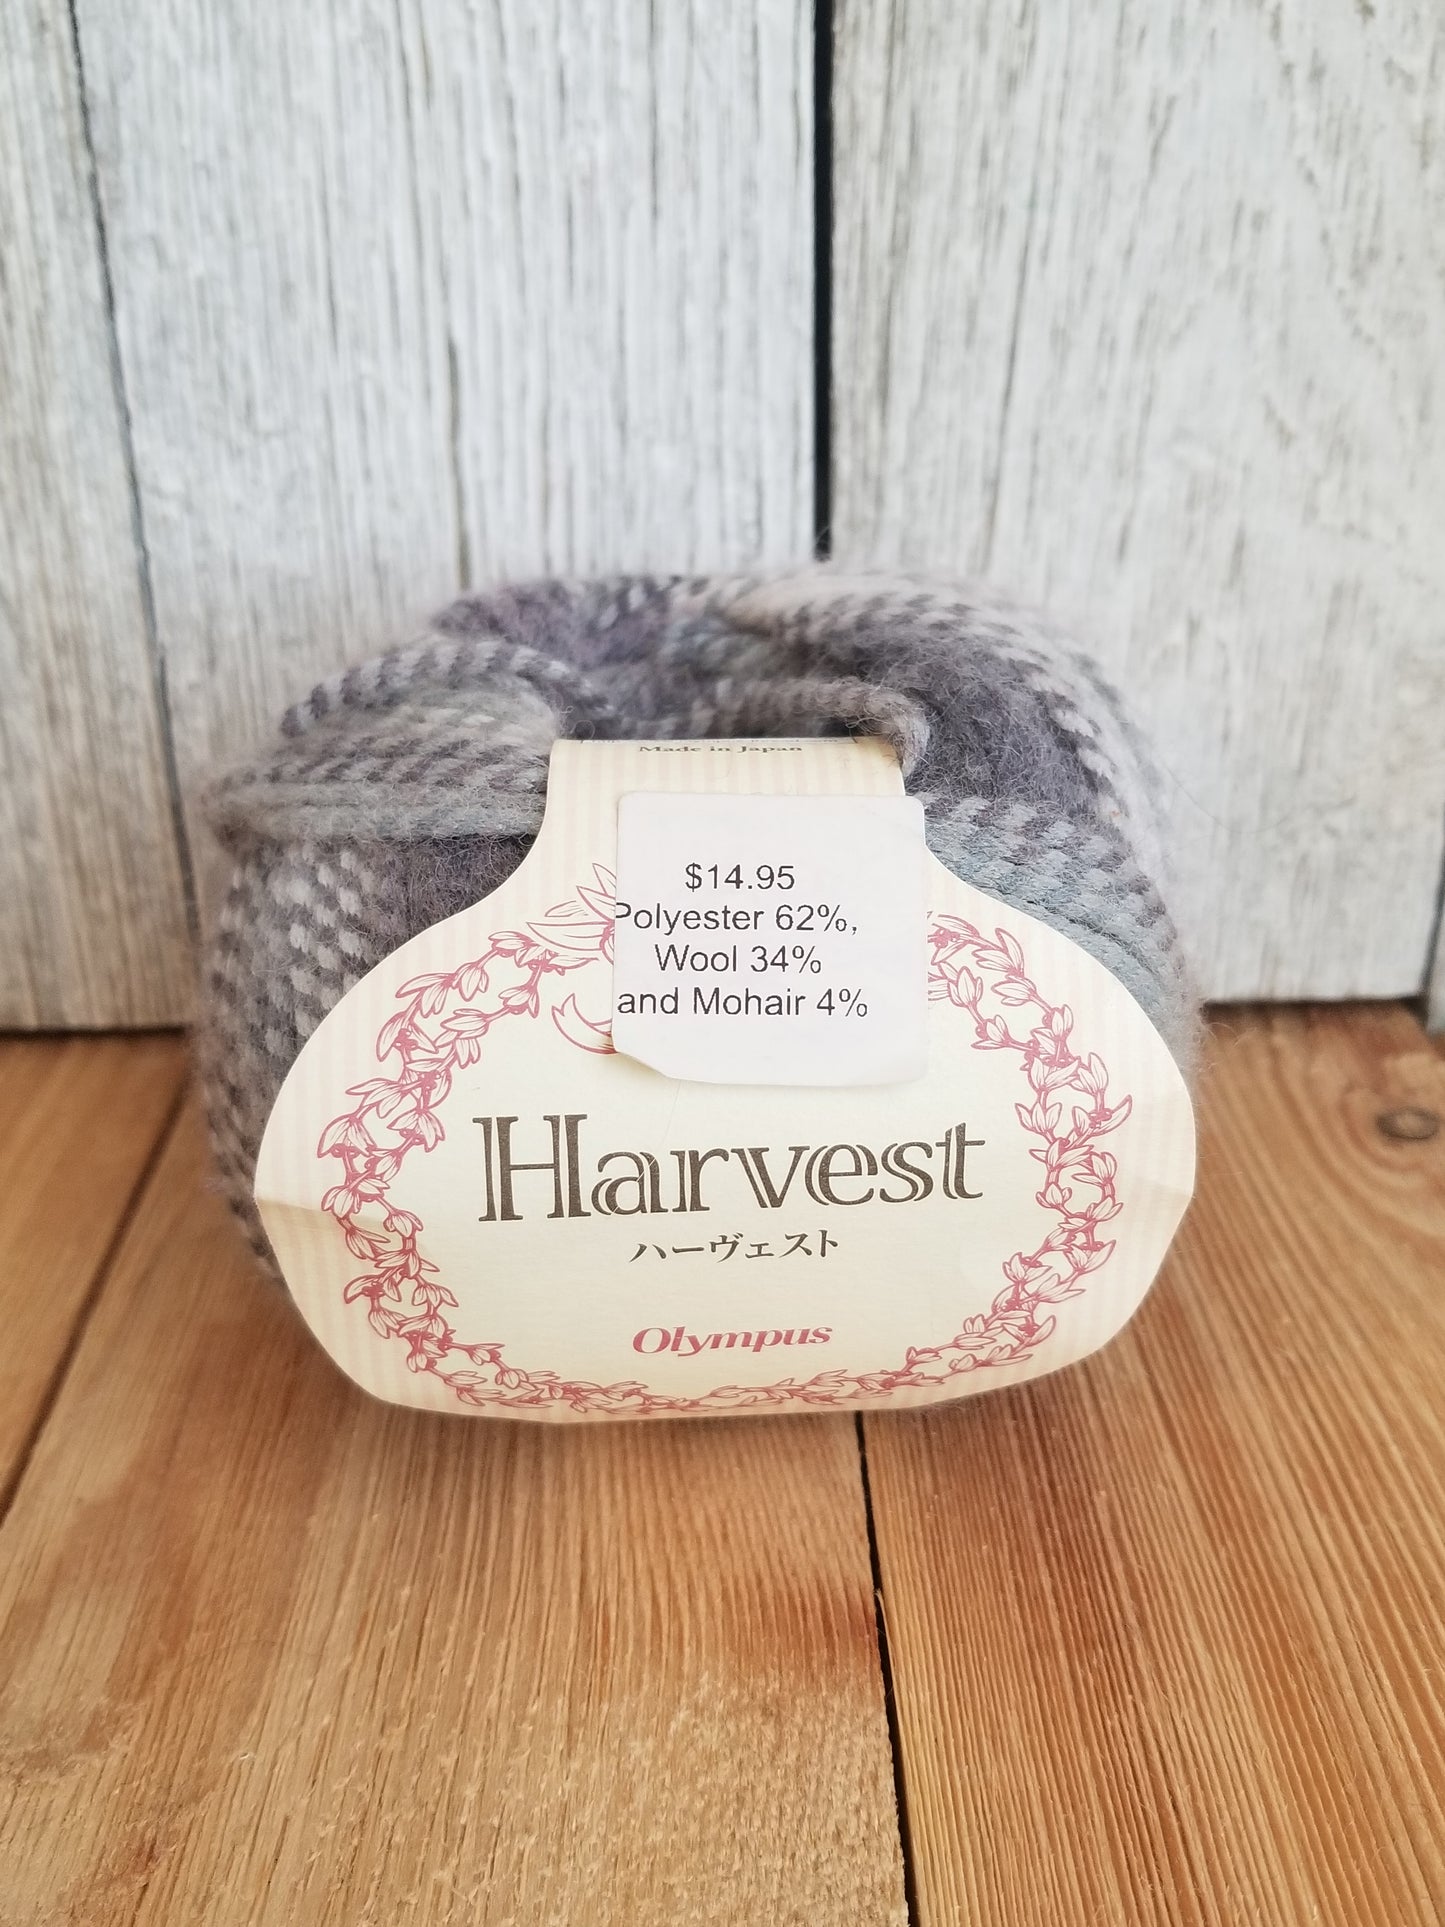 Made in Japan
$14.95
Polyester 62%,
Wool 34%
and Mohair 4%
Harvest
ハーヴェスト
Olympus